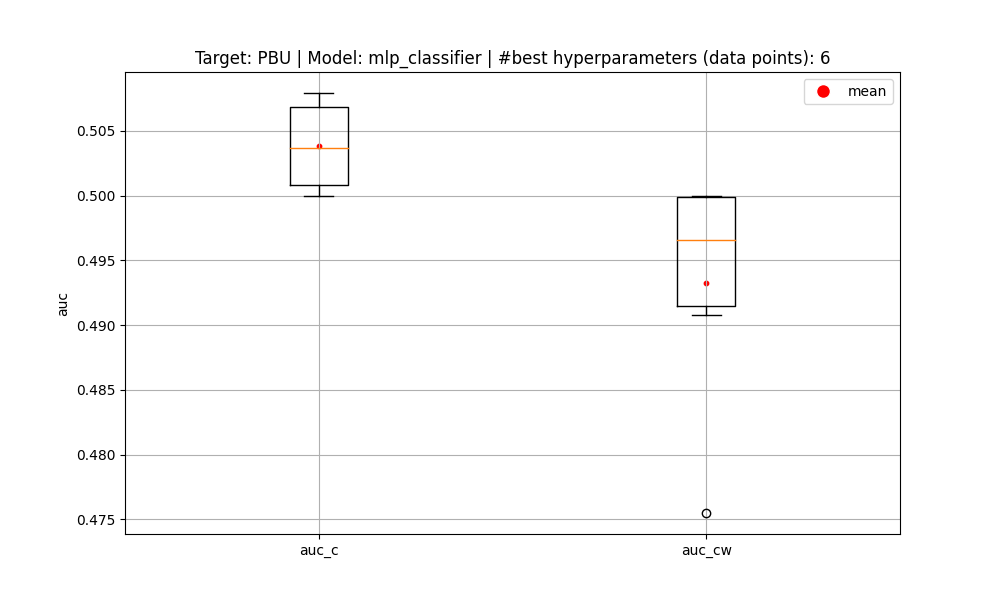 Target: PBU | Model: mlp_classifier | #best hyperparameters (data points): 6
mean
0.505
0.500
0.495
0.490
0.485
0.480
0.475
auc
auc_c
auc_cw